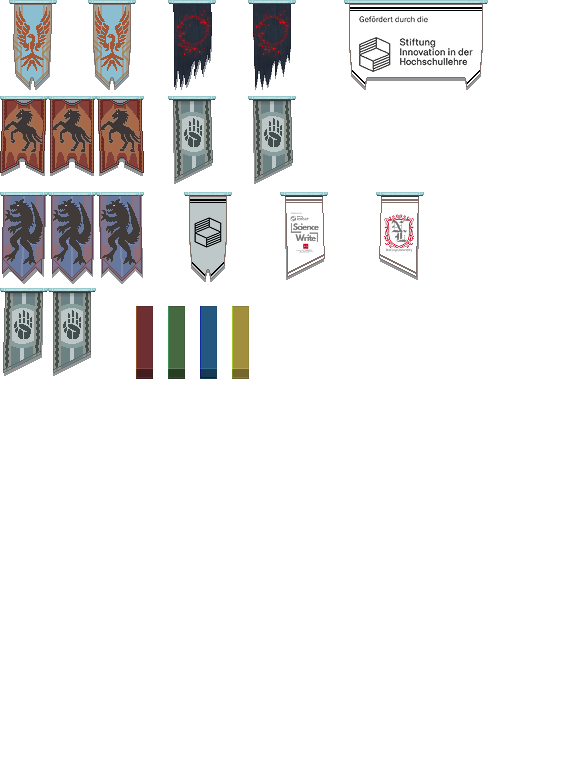 Gefördert durch die
Stiftung
Innovation in der
Hochschullehre
Science
Write